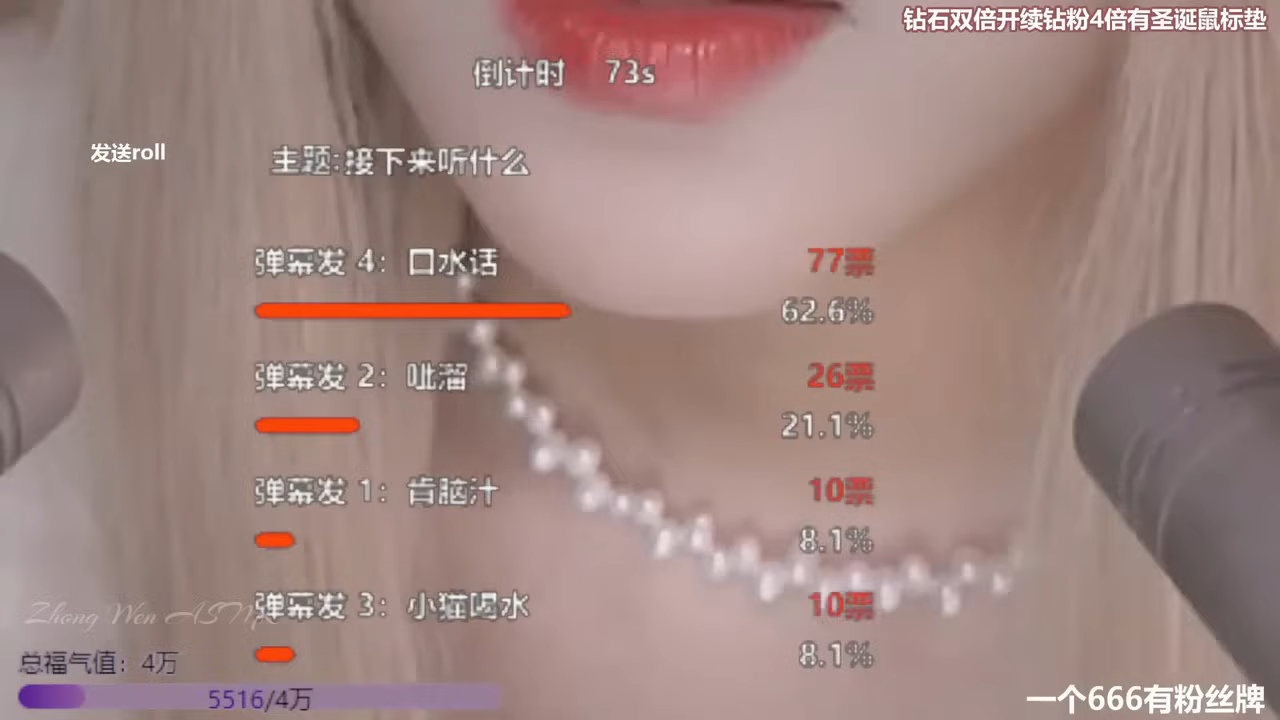 钻石双倍开续钻粉4倍有圣诞鼠标垫
倒计时 73s
发送roll
主题:接下来听什么
弹幕发 4：口水话 77票
62.6%
弹幕发 2：呲溜 26票
21.1%
弹幕发 1：肯脑汁 10票
8.1%
弹幕发 3：小猫喝水 10票
8.1%
Zhong Wen ASMR
总福气值：4万
5516/4万
一个666有粉丝牌